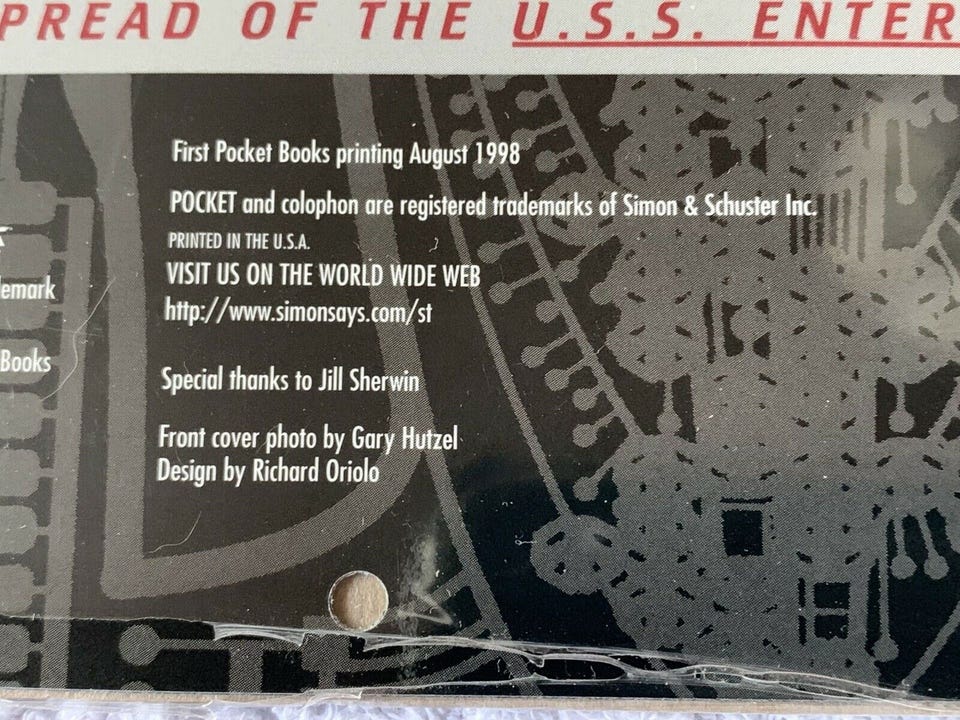 PREAD OF THE U.S.S. ENTER
First Pocket Books printing August 1998
POCKET and colophon are registered trademarks of Simon & Schuster Inc.
PRINTED IN THE U.S.A.
VISIT US ON THE WORLD WIDE WEB
http://www.simonsays.com/st
Special thanks to Jill Sherwin
Front cover photo by Gary Hutzel
Design by Richard Oriolo
emark
Books